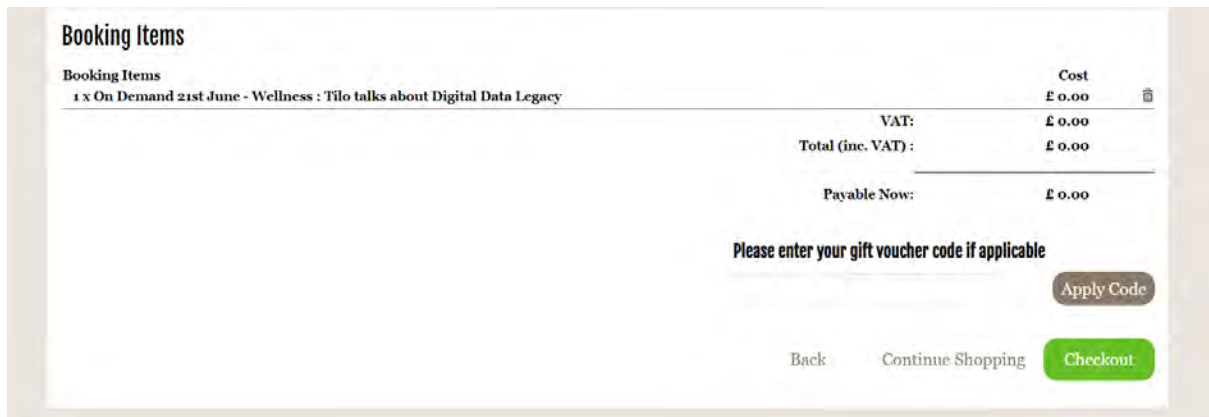 Booking Items
Booking Items Cost
1 x On Demand 21st June - Wellness : Tilo talks about Digital Data Legacy £ 0.00
VAT: £ 0.00
Total (inc. VAT) : £ 0.00
Payable Now: £ 0.00
Please enter your gift voucher code if applicable
Apply Code
Back Continue Shopping Checkout